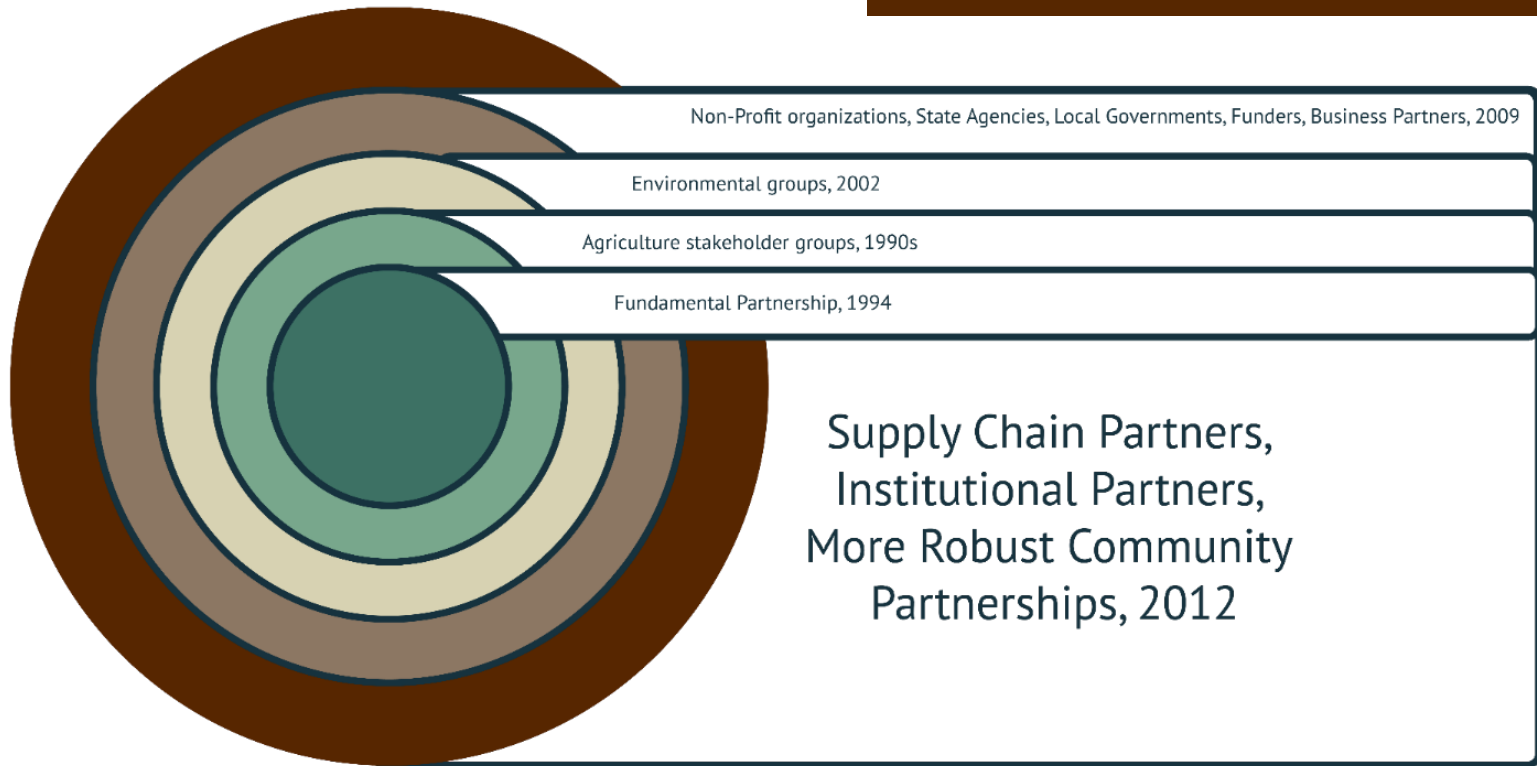 Non-Profit organizations, State Agencies, Local Governments, Funders, Business Partners, 2009
Environmental groups, 2002
Agriculture stakeholder groups, 1990s
Fundamental Partnership, 1994
Supply Chain Partners,
Institutional Partners,
More Robust Community
Partnerships, 2012